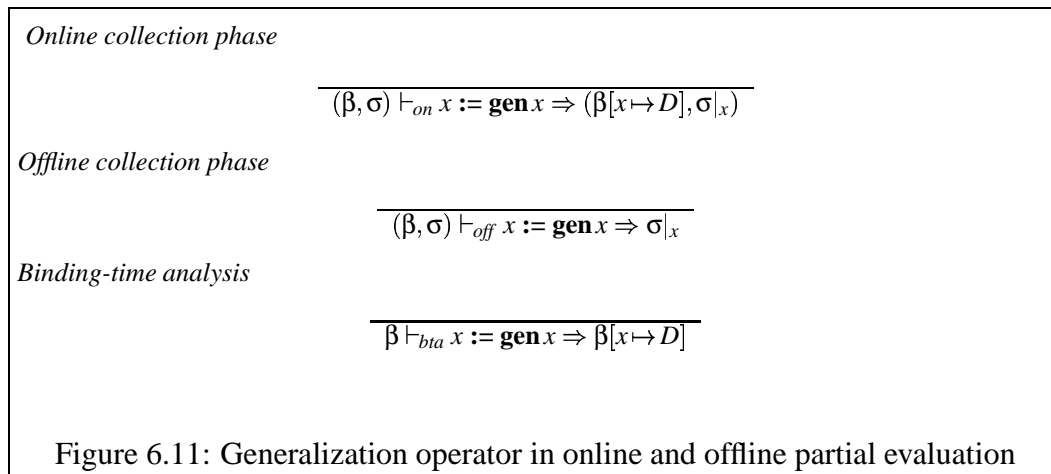 Online collection phase
(β,σ) ⊢on x := gen x ⇒ (β[x ↦ D],σ|x)
Offline collection phase
(β,σ) ⊢off x := gen x ⇒ σ|x
Binding-time analysis
β ⊢bta x := gen x ⇒ β[x ↦ D]
Figure 6.11: Generalization operator in online and offline partial evaluation